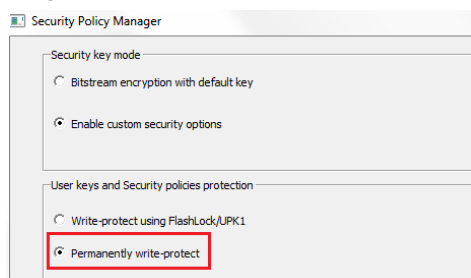 Security Policy Manager
Security key mode
Bitstream encryption with default key
Enable custom security options
User keys and Security policies protection
Write-protect using FlashLock/UPK1
Permanently write-protect